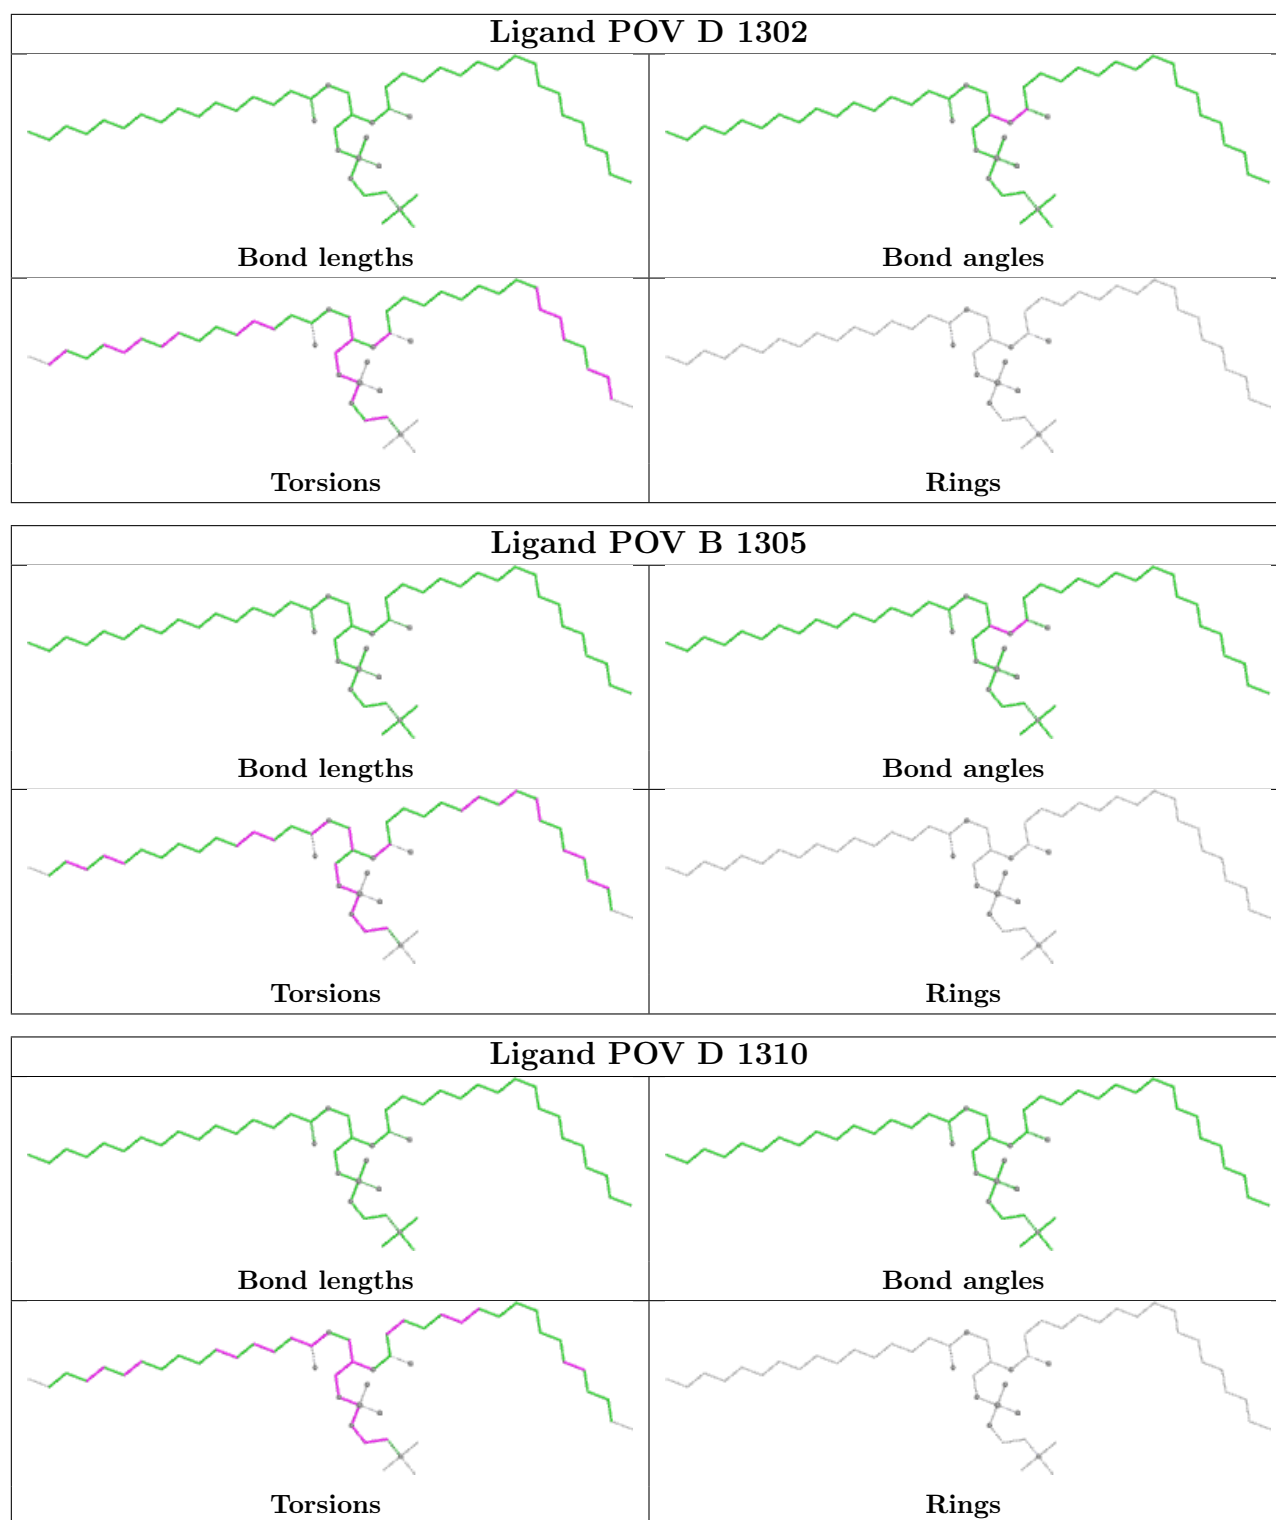 Ligand POV D 1302
Bond lengths
Bond angles
Torsions
Rings
Ligand POV B 1305
Bond lengths
Bond angles
Torsions
Rings
Ligand POV D 1310
Bond lengths
Bond angles
Torsions
Rings